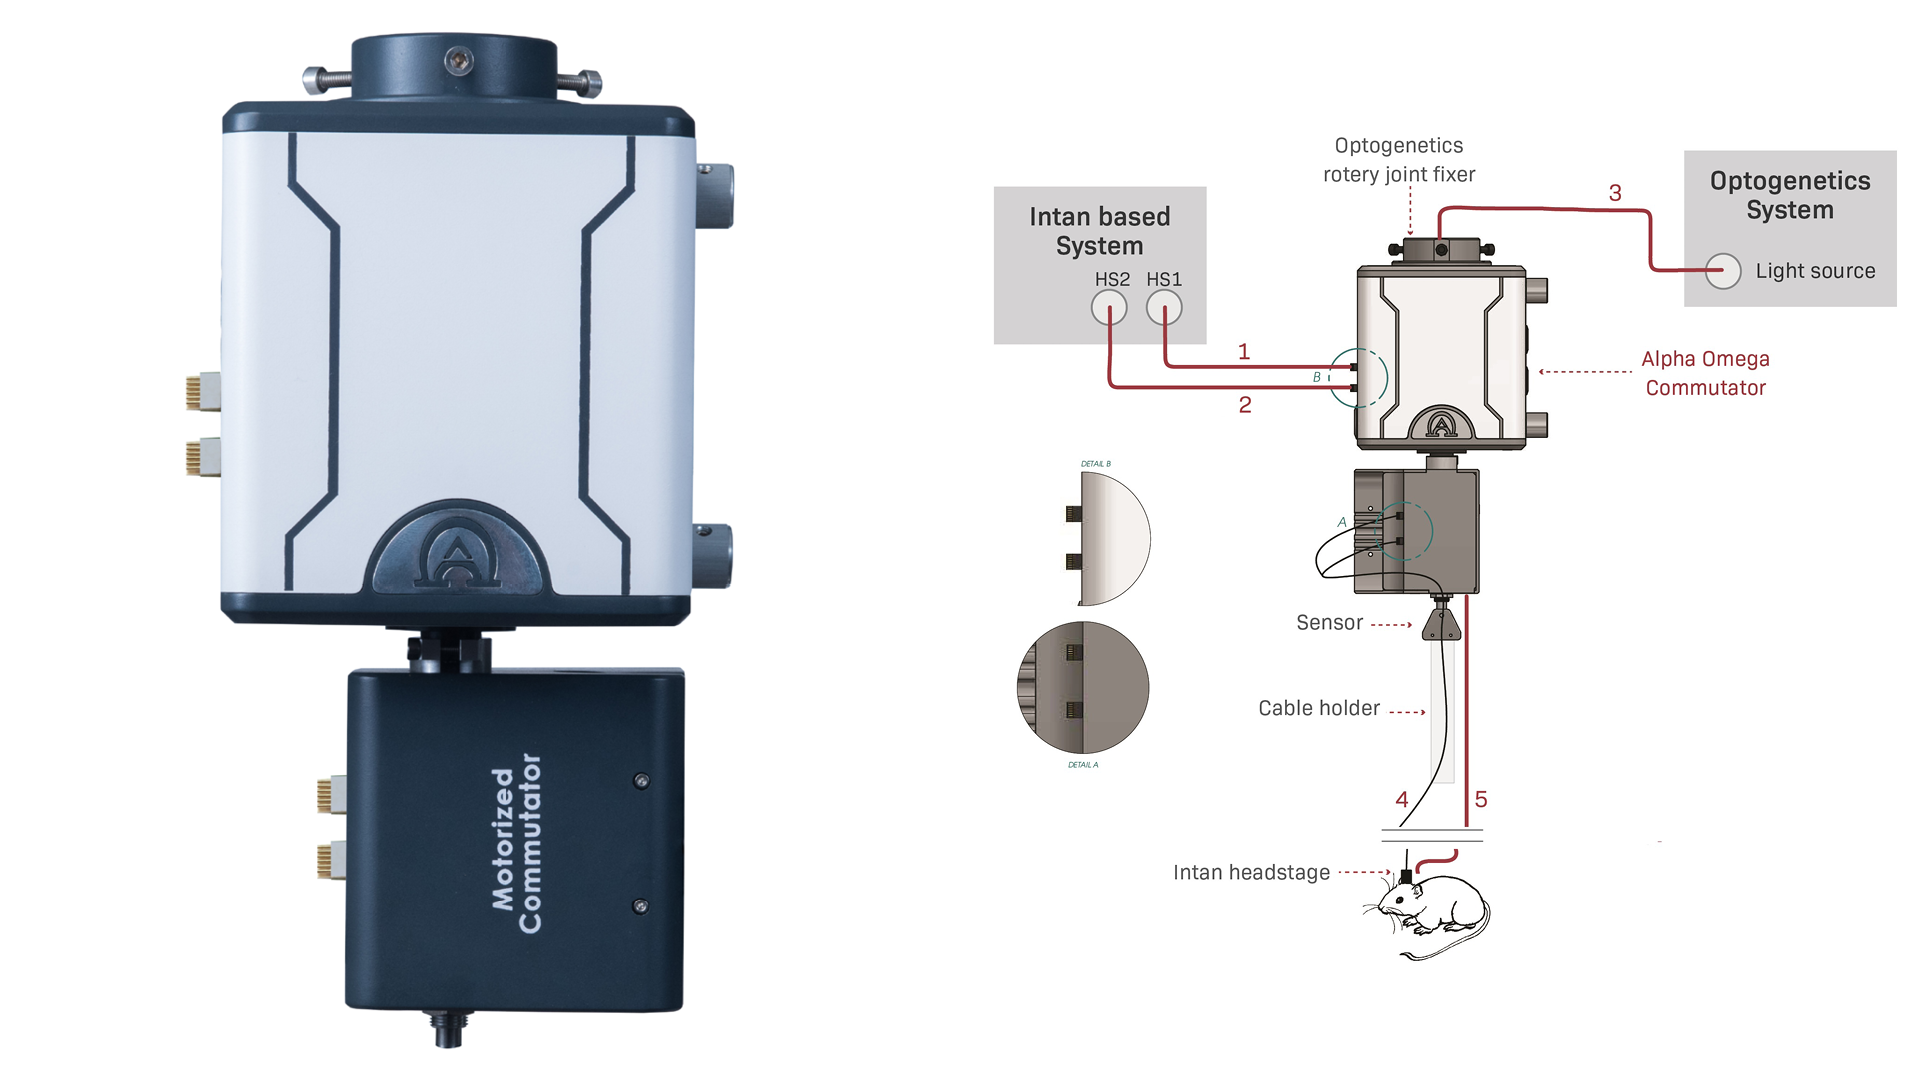 Motorized
Commutator
Optogenetics
rotery joint fixer
Intan based
System
HS2
HS1
Optogenetics
System
Light source
3
1
B
2
Alpha Omega
Commutator
DETAIL B
A
Sensor
DETAIL A
Cable holder
4
5
Intan headstage